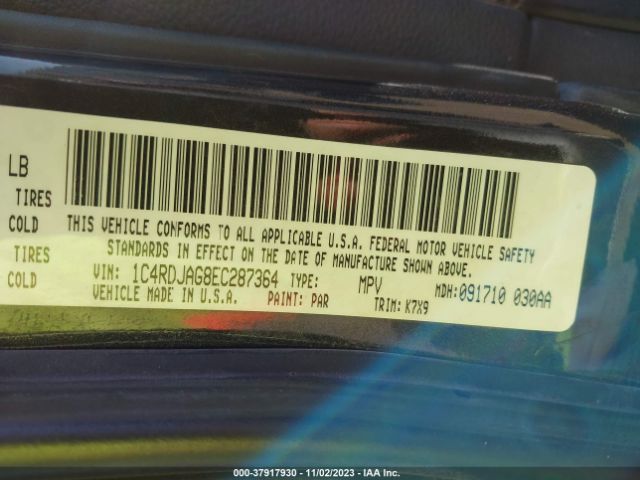 LB
TIRES
COLD
TIRES
COLD
THIS VEHICLE CONFORMS TO ALL APPLICABLE U.S.A. FEDERAL MOTOR VEHICLE SAFETY
STANDARDS IN EFFECT ON THE DATE OF MANUFACTURE SHOWN ABOVE.
VIN: 1C4RDJAG8EC287364 TYPE: MPV MDH:091710 030AA
VEHICLE MADE IN U.S.A. PAINT: PAR TRIM: K7X9
000-37917930 - 11/02/2023 - IAA Inc.